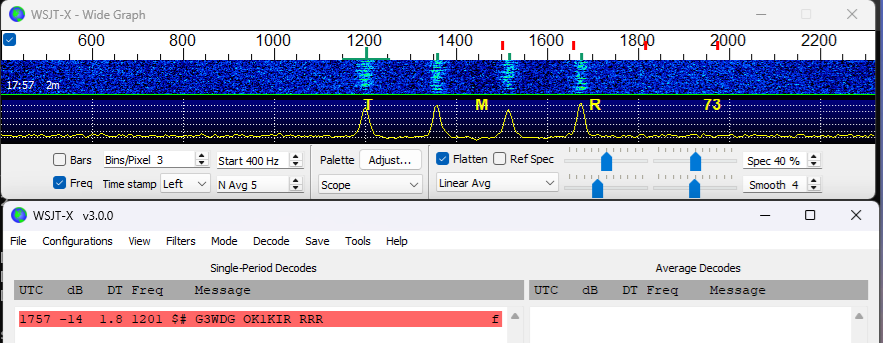 WSJT-X - Wide Graph
600 800 1000 1200 1400 1600 1800 2000 2200
17:57 2m
T M R 73
Bars Bins/Pixel 3 Start 400 Hz Palette Adjust... Flatten Ref Spec Spec 40 %
Freq Time stamp Left N Avg 5 Scope Linear Avg Smooth 4
WSJT-X v3.0.0
File Configurations View Filters Mode Decode Save Tools Help
Single-Period Decodes Average Decodes
UTC dB DT Freq Message UTC dB DT Freq Message
1757 -14 1.8 1201 $# G3WDG OK1KIR RRR f